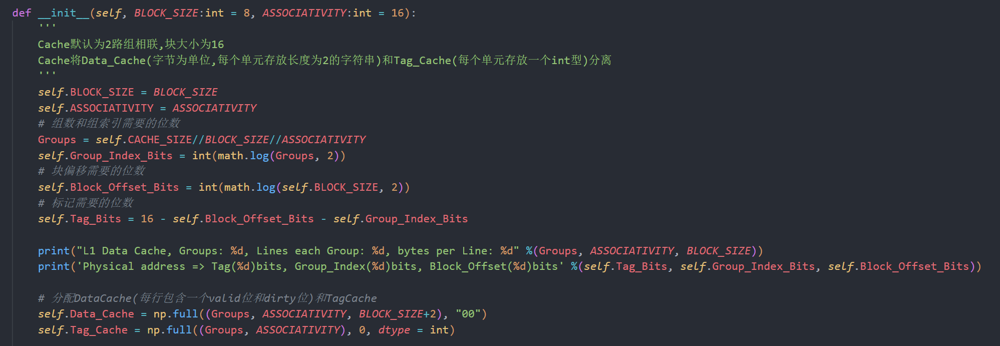 def __init__(self, BLOCK_SIZE:int = 8, ASSOCIATIVITY:int = 16):
    '''
    Cache默认为2路组相联,块大小为16
    Cache将Data_Cache(字节为单位,每个单元存放长度为2的字符串)和Tag_Cache(每个单元存放一个int型)分离
    '''
    self.BLOCK_SIZE = BLOCK_SIZE
    self.ASSOCIATIVITY = ASSOCIATIVITY
    # 组数和组索引需要的位数
    Groups = self.CACHE_SIZE//BLOCK_SIZE//ASSOCIATIVITY
    self.Group_Index_Bits = int(math.log(Groups, 2))
    # 块偏移需要的位数
    self.Block_Offset_Bits = int(math.log(self.BLOCK_SIZE, 2))
    # 标记需要的位数
    self.Tag_Bits = 16 - self.Block_Offset_Bits - self.Group_Index_Bits

    print("L1 Data Cache, Groups: %d, Lines each Group: %d, bytes per Line: %d" %(Groups, ASSOCIATIVITY, BLOCK_SIZE))
    print('Physical address => Tag(%d)bits, Group_Index(%d)bits, Block_Offset(%d)bits' %(self.Tag_Bits, self.Group_Index_Bits, self.Block_Offset_Bits))

    # 分配DataCache(每行包含一个valid位和dirty位)和TagCache
    self.Data_Cache = np.full((Groups, ASSOCIATIVITY, BLOCK_SIZE+2), "00")
    self.Tag_Cache = np.full((Groups, ASSOCIATIVITY), 0, dtype = int)